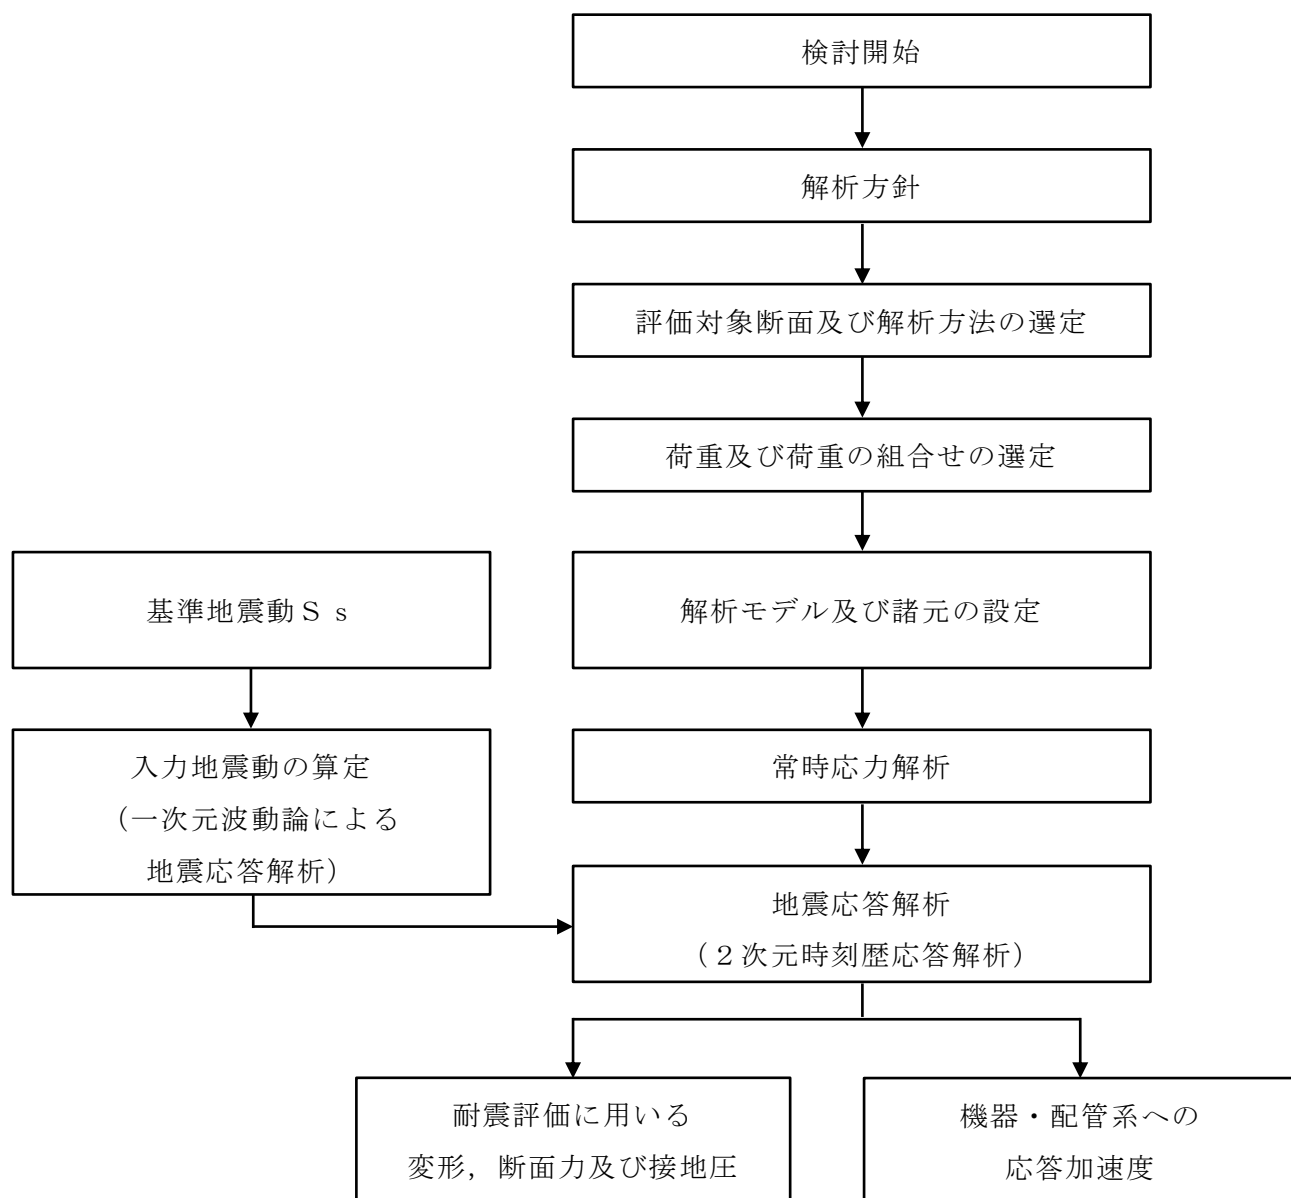 検討開始
解析方針
評価対象断面及び解析方法の選定
荷重及び荷重の組合せの選定
基準地震動Ｓｓ
解析モデル及び諸元の設定
入力地震動の算定
（一次元波動論による
地震応答解析）
常時応力解析
地震応答解析
（２次元時刻歴応答解析）
耐震評価に用いる
変形，断面力及び接地圧
機器・配管系への
応答加速度